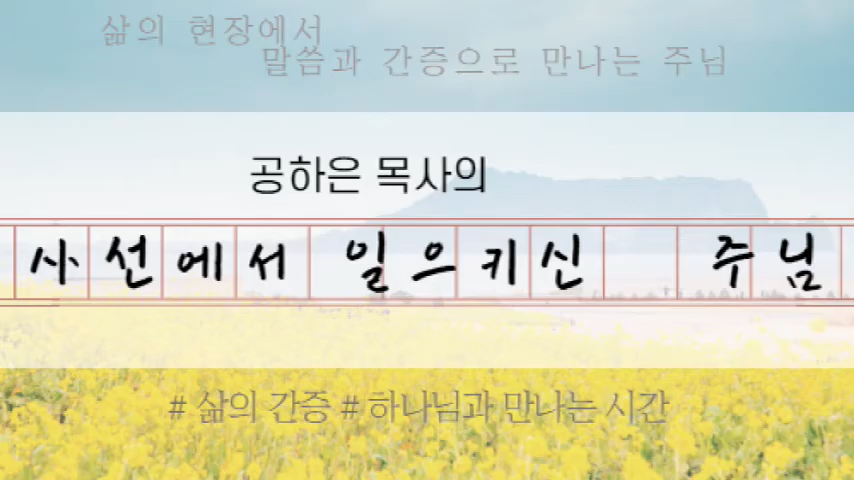 삶의 현장에서
말씀과 간증으로 만나는 주님
공하은 목사의
사선에서 일으키신 주님
# 삶의 간증 # 하나님과 만나는 시간